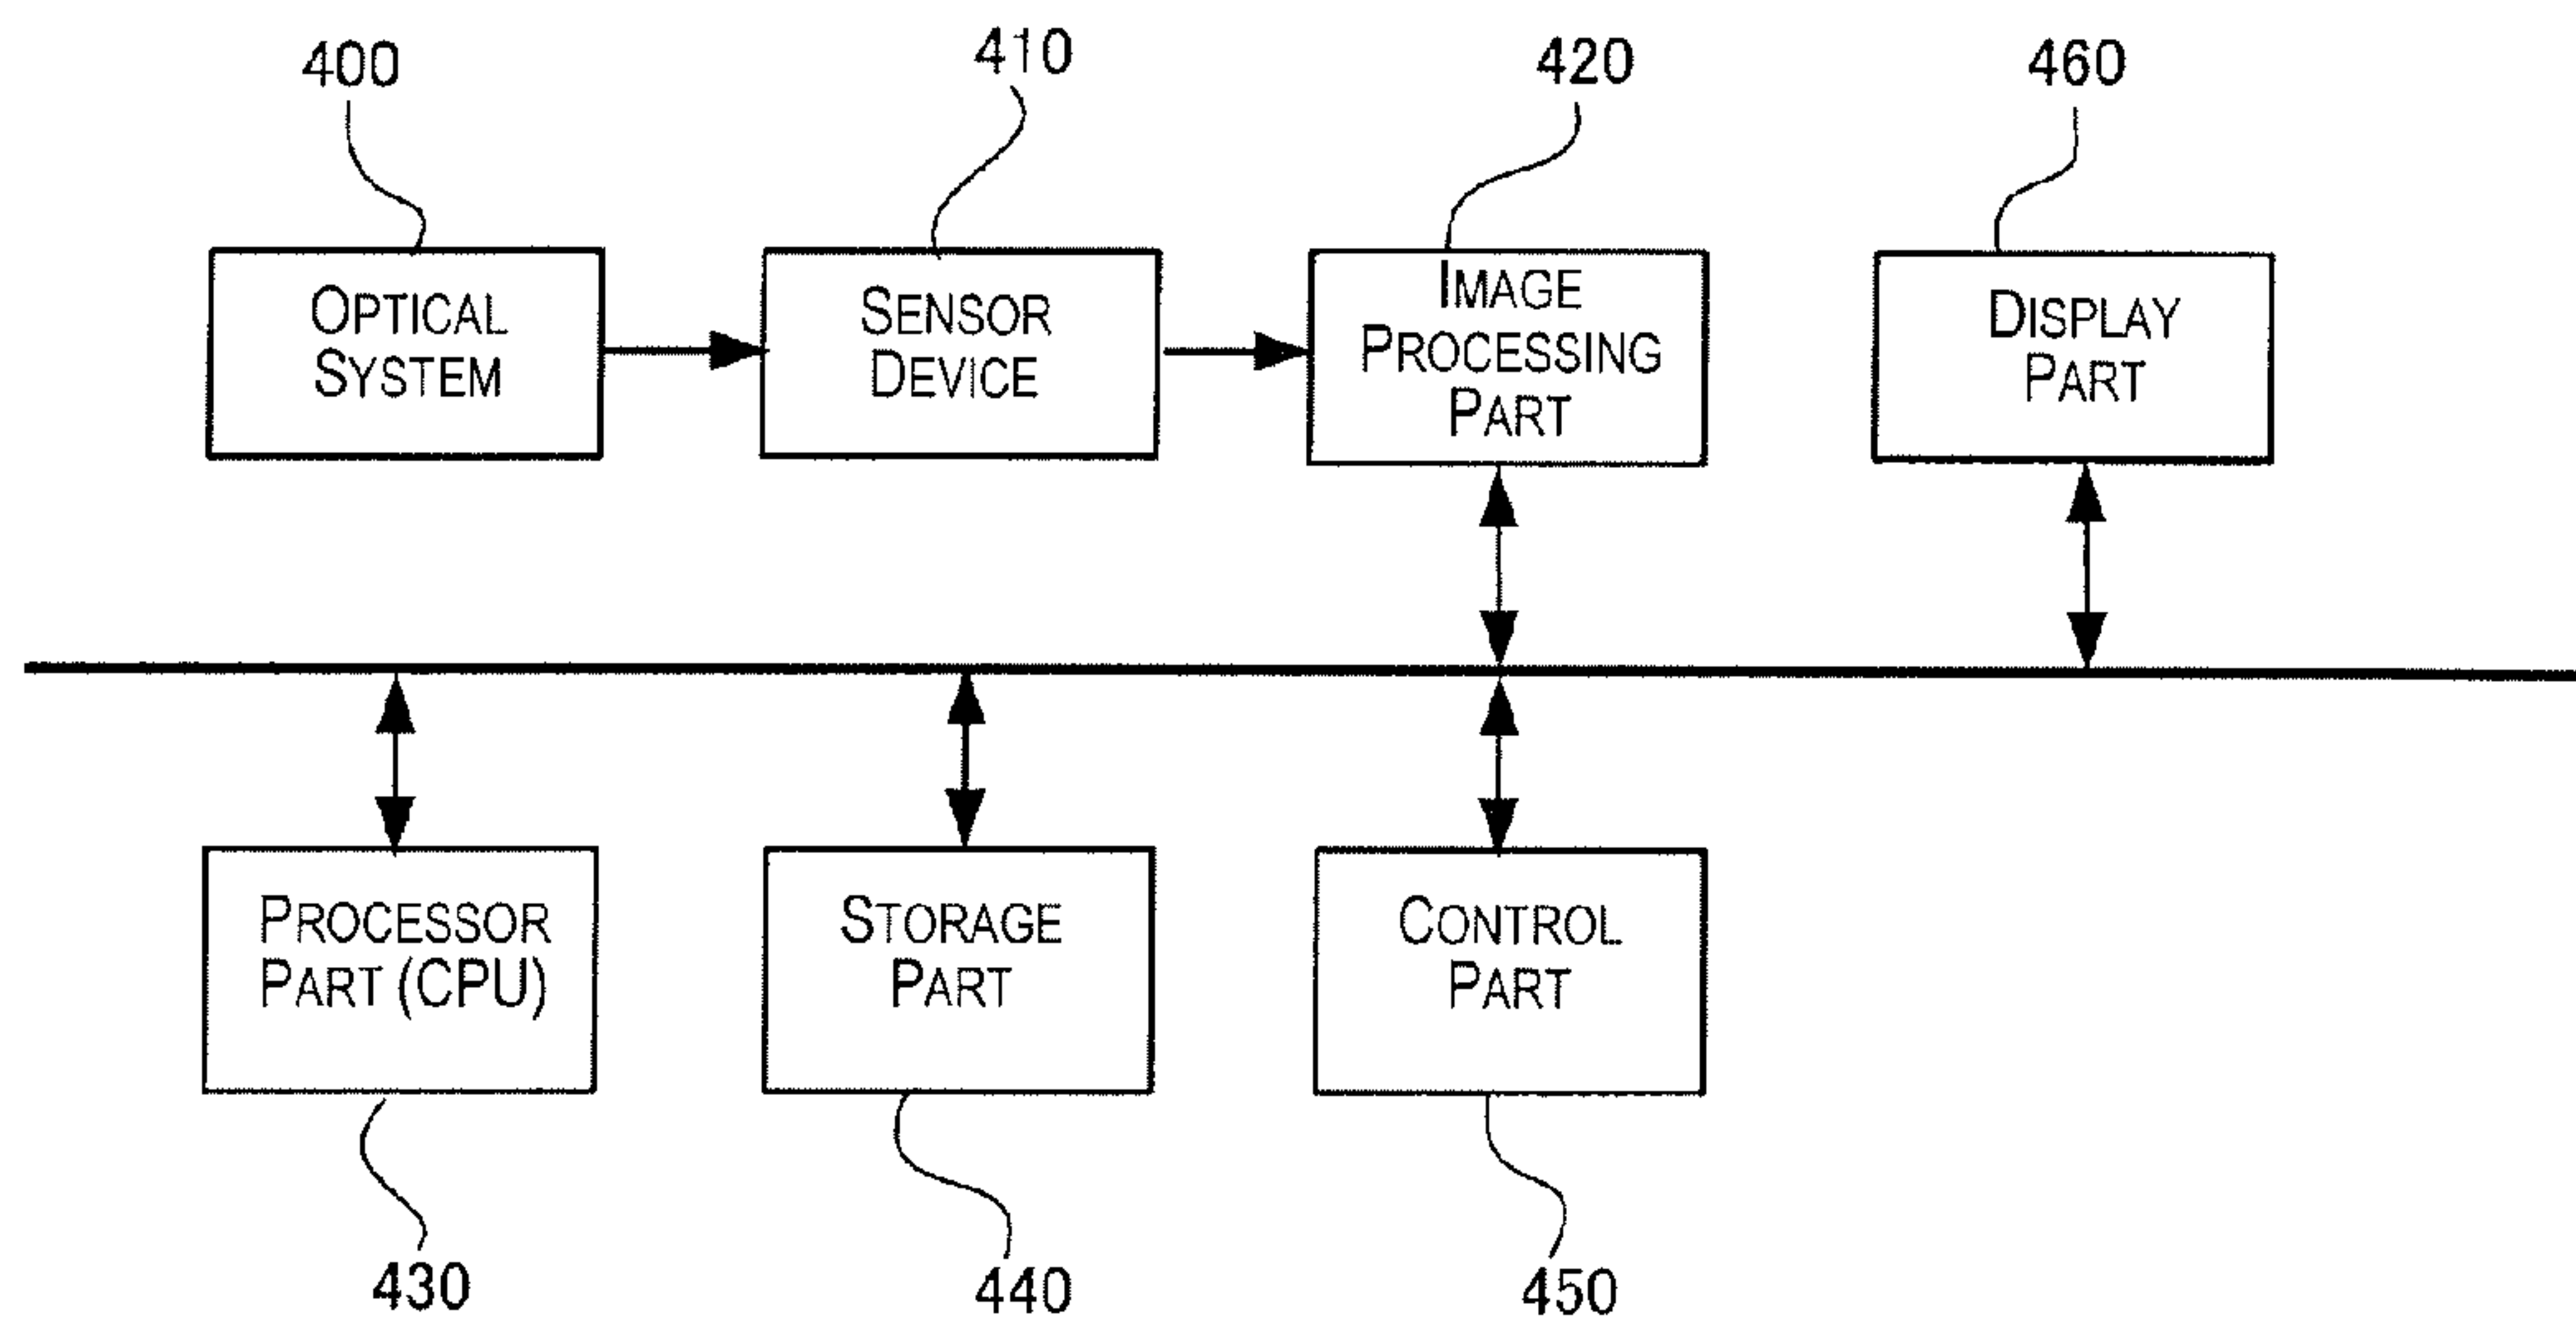 400
410
420
460
OPTICAL
SYSTEM
SENSOR
DEVICE
IMAGE
PROCESSING
PART
DISPLAY
PART
PROCESSOR
PART (CPU)
STORAGE
PART
CONTROL
PART
430
440
450